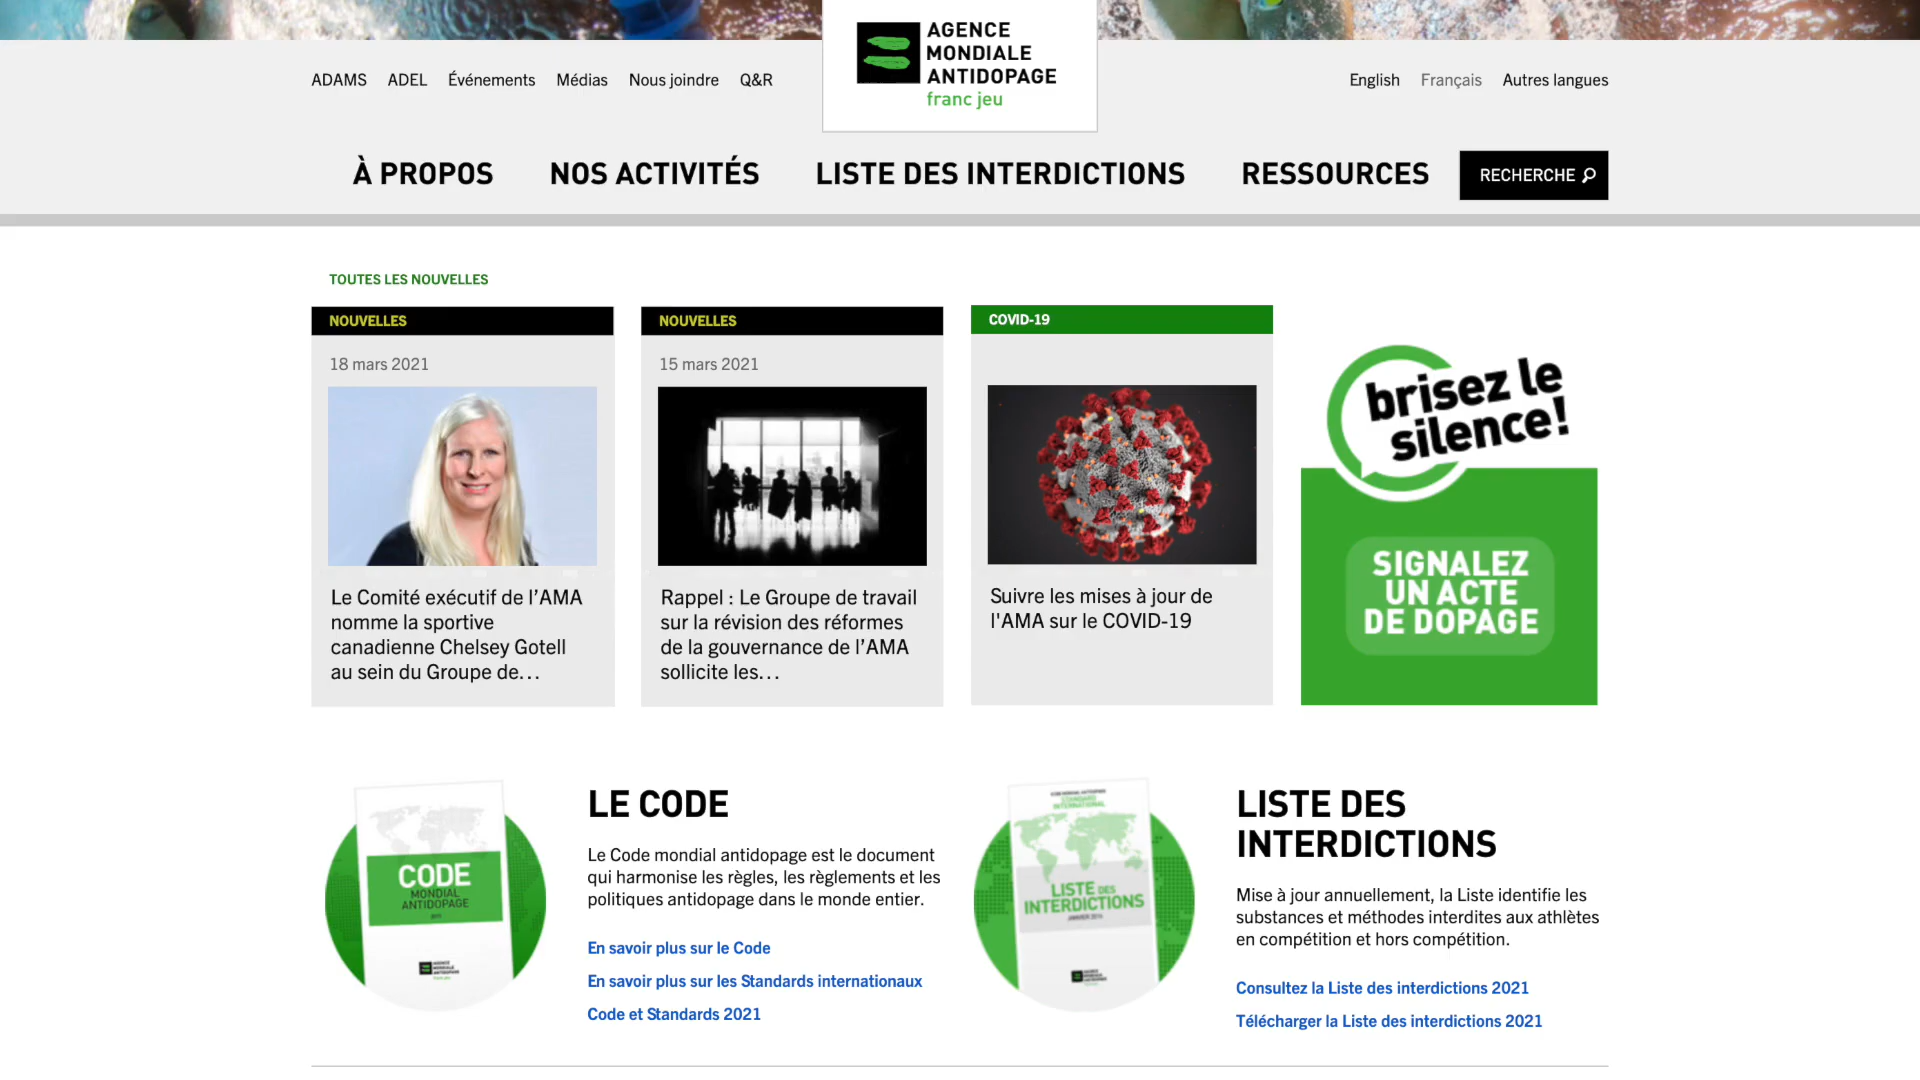 AGENCE
MONDIALE
ANTIDOPAGE
franc jeu
ADAMS ADEL Événements Médias Nous joindre Q&R
English Français Autres langues
À PROPOS NOS ACTIVITÉS LISTE DES INTERDICTIONS RESSOURCES RECHERCHE
TOUTES LES NOUVELLES
NOUVELLES
18 mars 2021
Le Comité exécutif de l’AMA
nomme la sportive
canadienne Chelsey Gotell
au sein du Groupe de…
NOUVELLES
15 mars 2021
Rappel : Le Groupe de travail
sur la révision des réformes
de la gouvernance de l’AMA
sollicite les…
COVID-19
Suivre les mises à jour de
l'AMA sur le COVID-19
brisez le
silence!
SIGNALEZ
UN ACTE
DE DOPAGE
CODE
MONDIAL
ANTIDOPAGE
LE CODE
Le Code mondial antidopage est le document
qui harmonise les règles, les règlements et les
politiques antidopage dans le monde entier.
En savoir plus sur le Code
En savoir plus sur les Standards internationaux
Code et Standards 2021
STANDARD
INTERNATIONAL
LISTE DES
INTERDICTIONS
LISTE DES
INTERDICTIONS
Mise à jour annuellement, la Liste identifie les
substances et méthodes interdites aux athlètes
en compétition et hors compétition.
Consultez la Liste des interdictions 2021
Télécharger la Liste des interdictions 2021